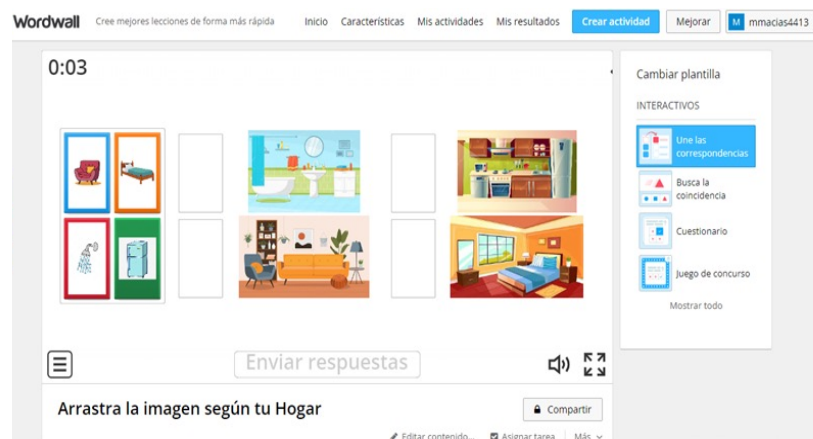 Wordwall Cree mejores lecciones de forma más rápida Inicio Características Mis actividades Mis resultados Crear actividad Mejorar M mmacias4413
0:03
Cambiar plantilla
INTERACTIVOS
Une las
correspondencias
Busca la
coincidencia
Cuestionario
Juego de concurso
Mostrar todo
Enviar respuestas
Arrastra la imagen según tu Hogar
Compartir
Editar contenido... Asignar tarea Más